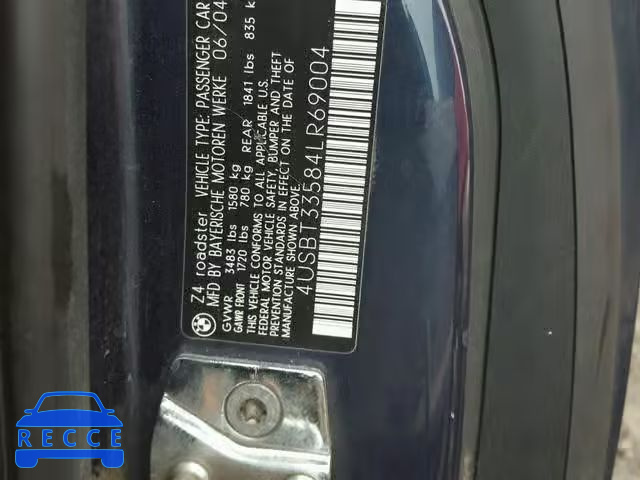 Z4 roadster VEHICLE TYPE: PASSENGER CAR
MFD BY BAYERISCHE MOTOREN WERKE 06/04
GVWR 3483 lbs 1580 kg REAR 1841 lbs 835 k
GAWR FRONT 1720 lbs 780 kg
THIS VEHICLE CONFORMS TO ALL APPLICABLE U.S.
FEDERAL MOTOR VEHICLE SAFETY, BUMPER AND THEFT
PREVENTION STANDARDS IN EFFECT ON THE DATE OF
MANUFACTURE SHOWN ABOVE
4USBT33584LR69004
RECCE